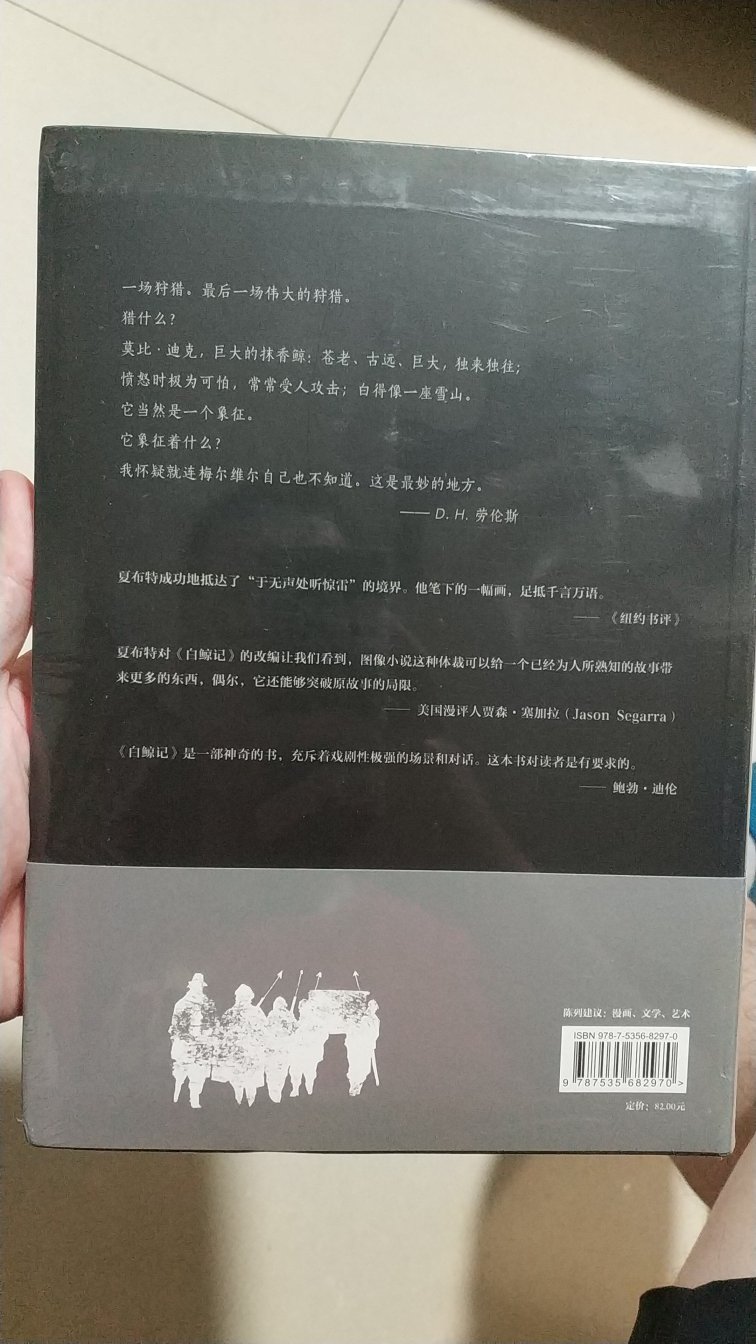 一场狩猎。最后一场伟大的狩猎。
猎什么？
莫比·迪克，巨大的抹香鲸：苍老、古远、巨大，独来独往；
愤怒时极为可怕，常常受人攻击；白得像一座雪山。
它当然是一个象征。
它象征着什么？
我怀疑就连梅尔维尔自己也不知道。这是最妙的地方。
—— D. H. 劳伦斯
夏布特成功地抵达了“于无声处听惊雷”的境界。他笔下的一幅画，足抵千言万语。
—— 《纽约书评》
夏布特对《白鲸记》的改编让我们看到，图像小说这种体裁可以给一个已经为人所熟知的故事带
来更多的东西，偶尔，它还能够突破原故事的局限。
—— 美国漫评人贾森·塞加拉（Jason Segarra）
《白鲸记》是一部神奇的书，充斥着戏剧性极强的场景和对话。这本书对读者是有要求的。
—— 鲍勃·迪伦
陈列建议：漫画、文学、艺术
ISBN 978-7-5356-8297-0
9 787535 682970 >
定价：82.00元